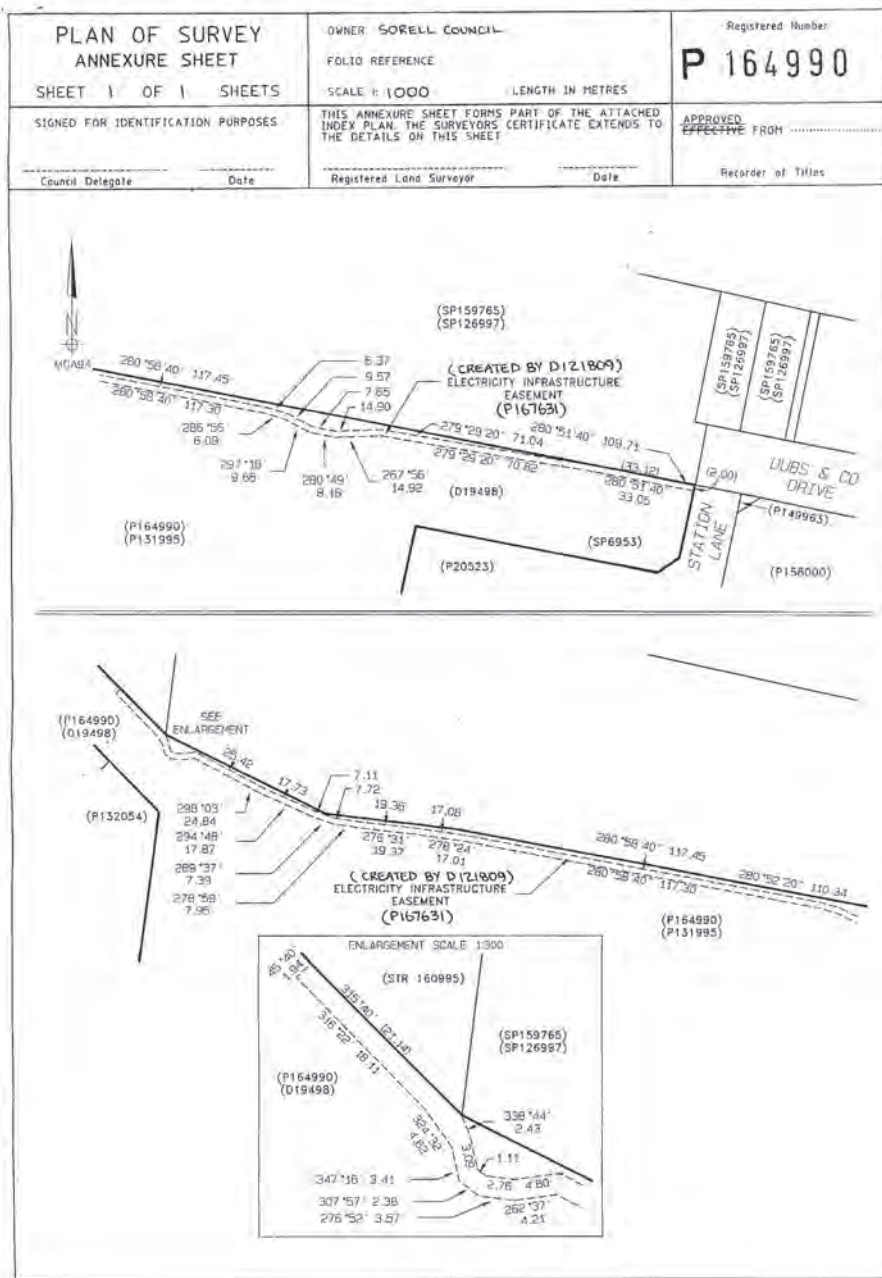 PLAN OF SURVEY
ANNEXURE SHEET
SHEET 1 OF 1 SHEETS
OWNER SORELL COUNCIL
FOLIO REFERENCE
SCALE 1: 1000 LENGTH IN METRES
Registered Number
P 164990
SIGNED FOR IDENTIFICATION PURPOSES
Council Delegate Date
THIS ANNEXURE SHEET FORMS PART OF THE ATTACHED
INDEX PLAN. THE SURVEYORS CERTIFICATE EXTENDS TO
THE DETAILS ON THIS SHEET
Registered Land Surveyor Date
APPROVED
EFFECTIVE FROM
Recorder of Titles
N
MGA94
(SP159765)
(SP126997)
(SP159765)
(SP126997)
(SP159765)
(SP126997)
280°58'40" 117.45
280°58'40" 117.30
6.37
9.57
7.65
14.90
(CREATED BY D121809)
ELECTRICITY INFRASTRUCTURE
EASEMENT
(P167631)
286°55'
6.09
297°18'
9.66
280°49'
8.16
267°56'
14.92
279°29'20" 71.04
279°29'20" 70.82
280°51'40" 109.71
(33.12)
280°51'40"
33.05
(2.00)
DUBS & CO
DRIVE
STATION
LANE
(P149963)
(D19498)
(SP6953)
(P164990)
(P131995)
(P20523)
(P158000)
(P164990)
(D19498)
SEE
ENLARGEMENT
25.42
17.73
7.11
7.72
19.36
17.08
(P132054)
298°03'
24.84
294°48'
17.87
289°37'
7.39
278°58'
7.95
276°31'
19.37
278°24'
17.01
280°58'40" 117.45
280°58'40" 117.30
280°52'20" 110.34
(CREATED BY D121809)
ELECTRICITY INFRASTRUCTURE
EASEMENT
(P167631)
(P164990)
(P131995)
ENLARGEMENT SCALE 1:300
(STR 160995)
45°40'
315°40' (21.14)
316°22' 18.11
(SP159765)
(SP126997)
(P164990)
(D19498)
338°44'
2.43
324°32'
4.62
3.09
1.11
347°16' 3.41
2.76 4.80
307°57' 2.38
276°52' 3.57
262°37'
4.21